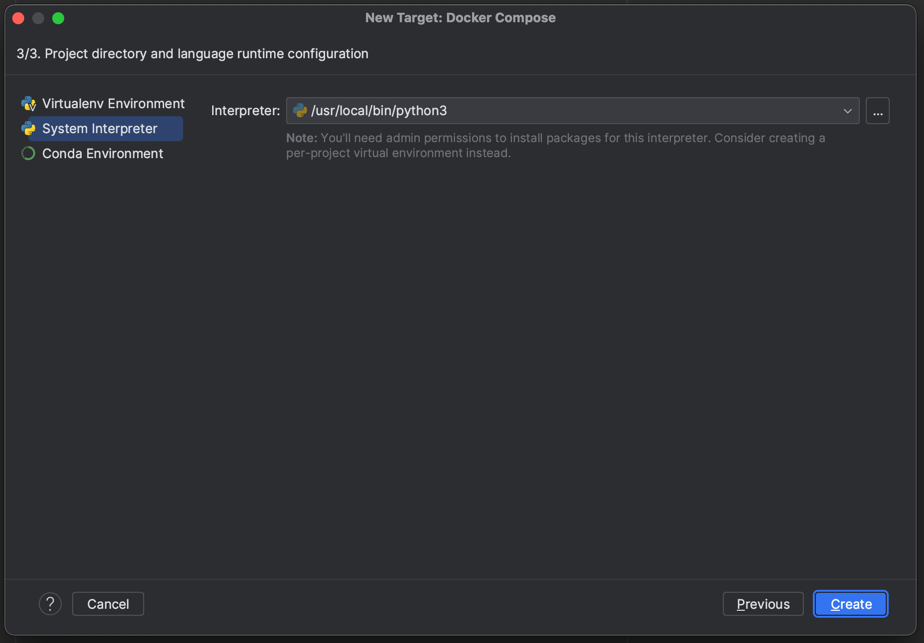 New Target: Docker Compose
3/3. Project directory and language runtime configuration
Virtualenv Environment
System Interpreter
Conda Environment
Interpreter: /usr/local/bin/python3 ...
Note: You'll need admin permissions to install packages for this interpreter. Consider creating a
per-project virtual environment instead.
? Cancel Previous Create